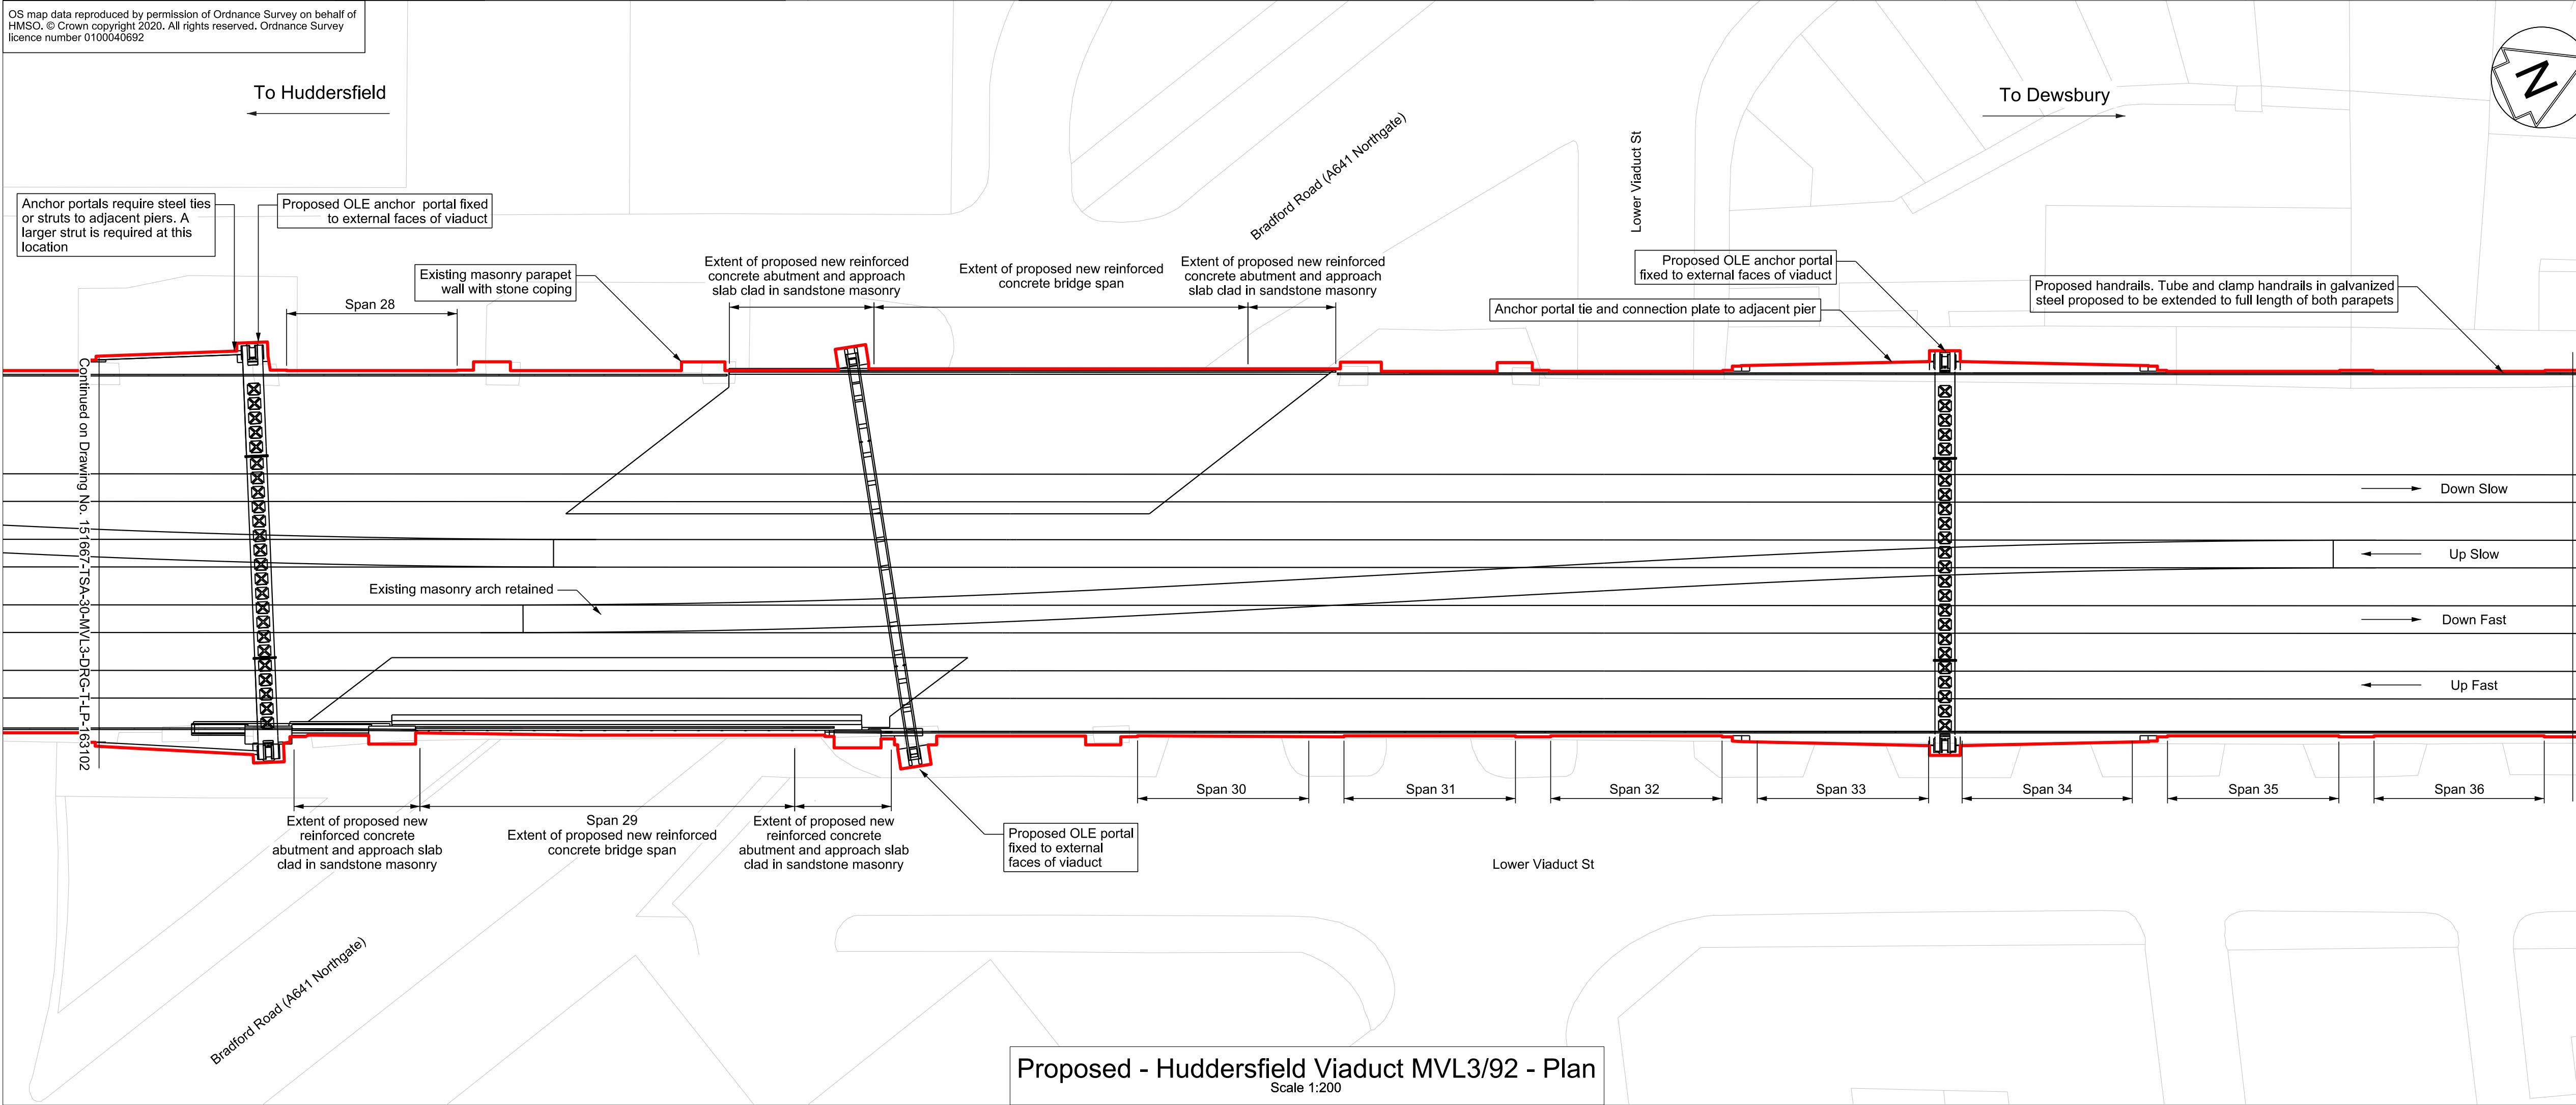 OS map data reproduced by permission of Ordnance Survey on behalf of
HMSO. © Crown copyright 2020. All rights reserved. Ordnance Survey
licence number 0100040692
To Huddersfield
To Dewsbury
N
Bradford Road (A641 Northgate)
Lower Viaduct St
Anchor portals require steel ties
or struts to adjacent piers. A
larger strut is required at this
location
Proposed OLE anchor portal fixed
to external faces of viaduct
Existing masonry parapet
wall with stone coping
Span 28
Extent of proposed new reinforced
concrete abutment and approach
slab clad in sandstone masonry
Extent of proposed new reinforced
concrete bridge span
Extent of proposed new reinforced
concrete abutment and approach
slab clad in sandstone masonry
Proposed OLE anchor portal
fixed to external faces of viaduct
Anchor portal tie and connection plate to adjacent pier
Proposed handrails. Tube and clamp handrails in galvanized
steel proposed to be extended to full length of both parapets
Continued on Drawing No. 151667-TSA-30-MVL3-DRG-T-LP-163102
Down Slow
Up Slow
Existing masonry arch retained
Down Fast
Up Fast
Span 30
Span 31
Span 32
Span 33
Span 34
Span 35
Span 36
Extent of proposed new
reinforced concrete
abutment and approach slab
clad in sandstone masonry
Span 29
Extent of proposed new reinforced
concrete bridge span
Extent of proposed new
reinforced concrete
abutment and approach slab
clad in sandstone masonry
Proposed OLE portal
fixed to external
faces of viaduct
Lower Viaduct St
Bradford Road (A641 Northgate)
Proposed - Huddersfield Viaduct MVL3/92 - Plan
Scale 1:200